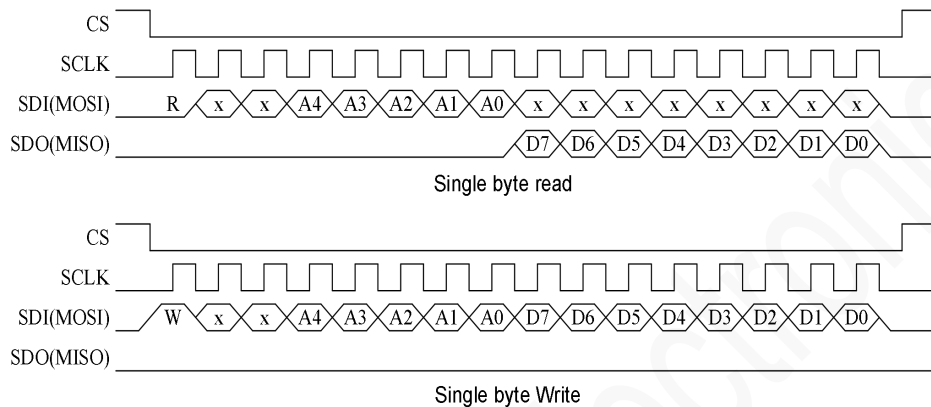 CS
SCLK
SDI(MOSI) R x x A4 A3 A2 A1 A0 x x x x x x x x
SDO(MISO) D7 D6 D5 D4 D3 D2 D1 D0
Single byte read
CS
SCLK
SDI(MOSI) W x x A4 A3 A2 A1 A0 D7 D6 D5 D4 D3 D2 D1 D0
SDO(MISO)
Single byte Write
ectronic